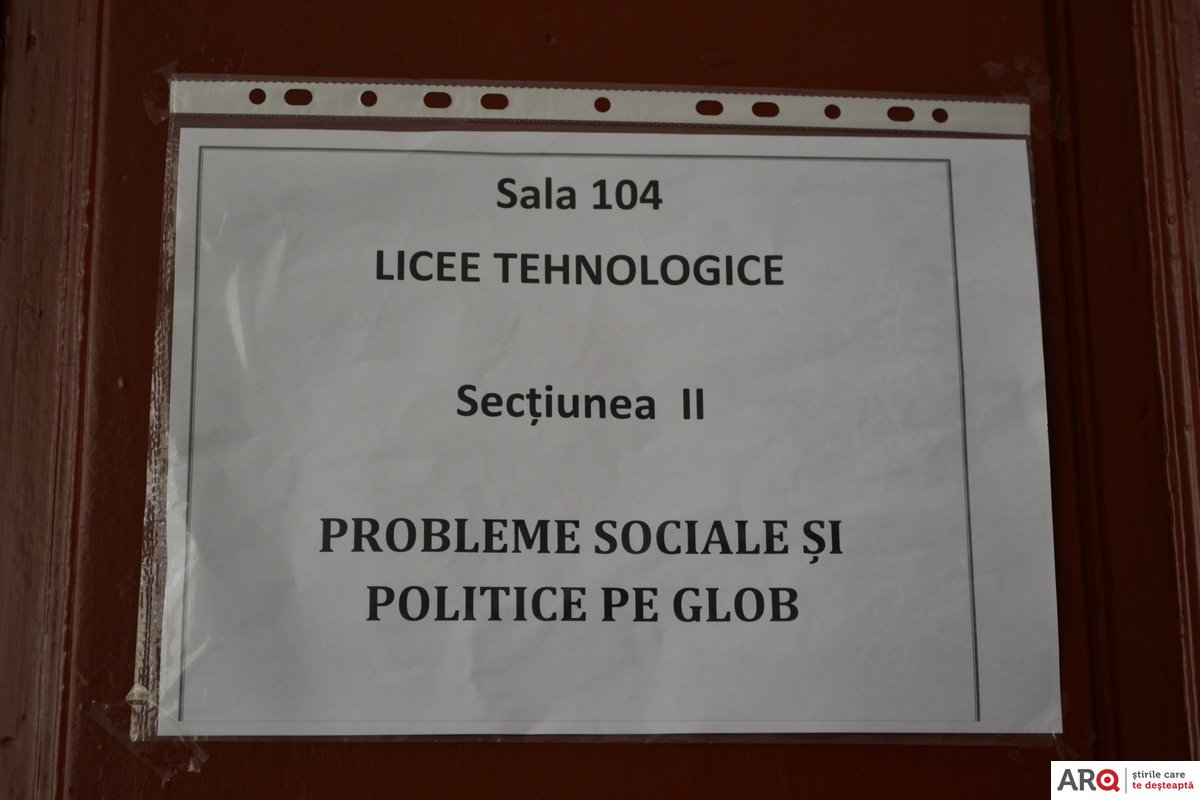 Sala 104
LICEE TEHNOLOGICE
Secțiunea II
PROBLEME SOCIALE ȘI
POLITICE PE GLOB
ARQ
știrile care
te deșteaptă